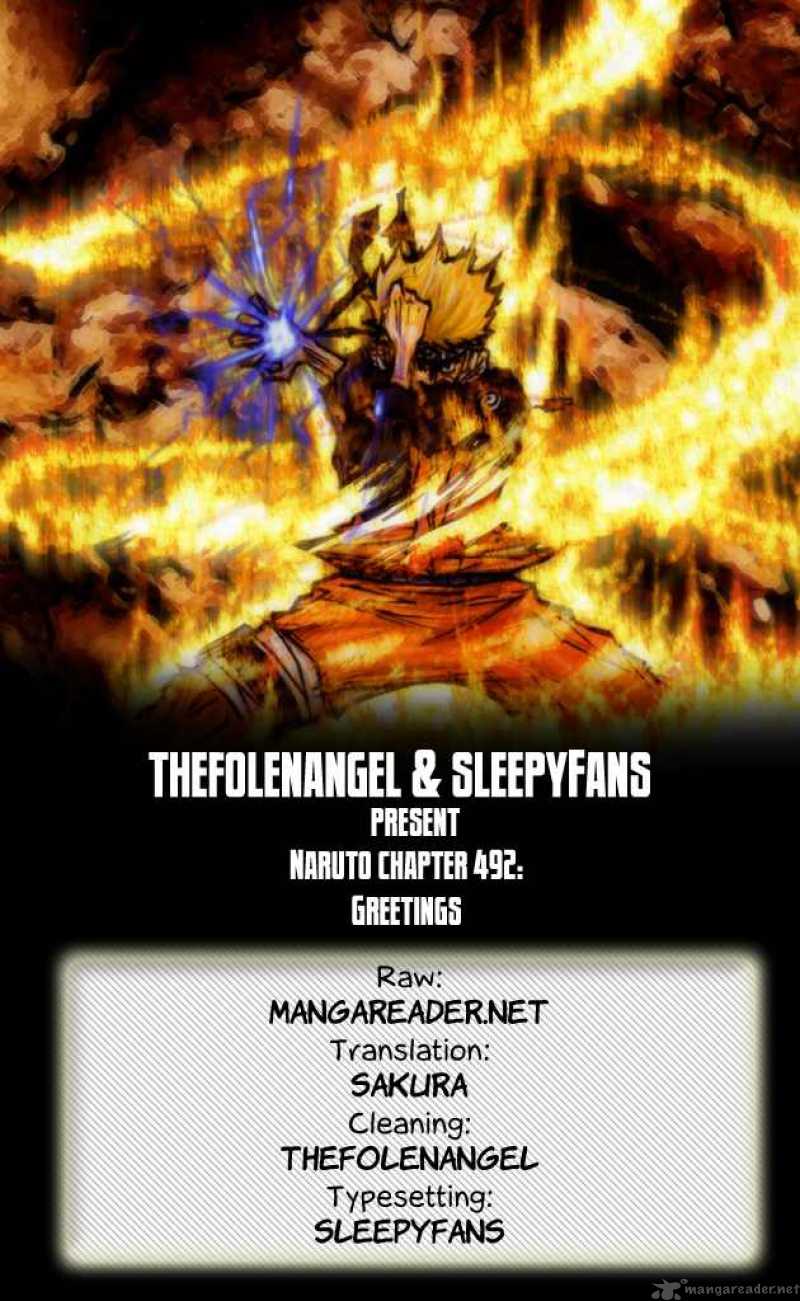 THEFOLENANGEL & SLEEPYFANS
PRESENT
NARUTO CHAPTER 492:
GREETINGS
Raw:
MANGAREADER.NET
Translation:
SAKURA
Cleaning:
THEFOLENANGEL
Typesetting:
SLEEPYFANS
mangareader.net